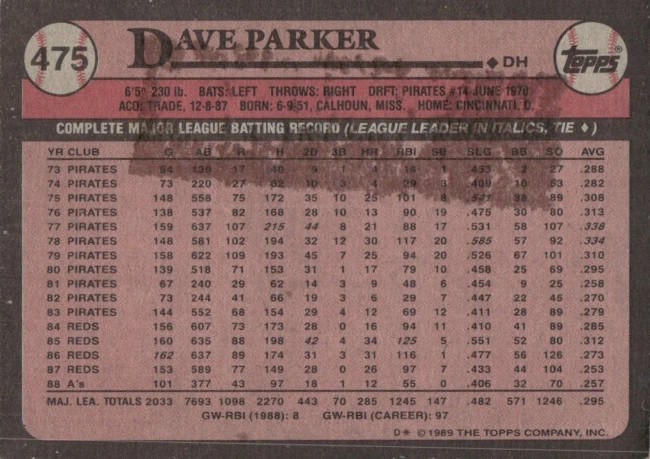 475
DAVE PARKER
◆DH
TOPPS
6'5" 230 lb. BATS: LEFT THROWS: RIGHT DRFT: PIRATES #14 JUNE 1970
ACQ: TRADE, 12-8-87 BORN: 6-9-51, CALHOUN, MISS. HOME: CINCINNATI, O.
COMPLETE MAJOR LEAGUE BATTING RECORD (LEAGUE LEADER IN ITALICS, TIE ◆)
YR CLUB G AB R H 2B 3B HR RBI SB SLG BB SO AVG
73 PIRATES 54 139 17 40 9 1 4 14 1 .453 2 27 .288
74 PIRATES 73 220 27 62 10 3 4 29 3 .409 10 53 .282
75 PIRATES 148 558 75 172 35 10 25 101 8 .541 38 89 .308
76 PIRATES 138 537 82 168 28 10 13 90 19 .475 30 80 .313
77 PIRATES 159 637 107 215 44 8 21 88 17 .531 58 107 .338
78 PIRATES 148 581 102 194 32 12 30 117 20 .585 57 92 .334
79 PIRATES 158 622 109 193 45 7 25 94 20 .526 67 101 .310
80 PIRATES 139 518 71 153 31 1 17 79 10 .458 25 69 .295
81 PIRATES 67 240 29 62 14 3 9 48 6 .454 9 25 .258
82 PIRATES 73 244 41 66 19 3 6 29 7 .447 22 45 .270
83 PIRATES 144 552 68 154 29 4 12 69 12 .411 28 89 .279
84 REDS 156 607 73 173 28 0 16 94 11 .410 41 89 .285
85 REDS 160 635 88 198 42 4 34 125 5 .551 52 80 .312
86 REDS 162 637 89 174 31 3 31 116 1 .477 56 126 .273
87 REDS 153 589 77 149 28 0 26 97 7 .433 44 104 .253
88 A's 101 377 43 97 18 1 12 55 0 .406 32 70 .257
MAJ. LEA. TOTALS 2033 7693 1098 2270 443 70 285 1245 147 .482 571 1246 .295
GW-RBI (1988): 8 GW-RBI (CAREER): 97
D* © 1989 THE TOPPS COMPANY, INC.